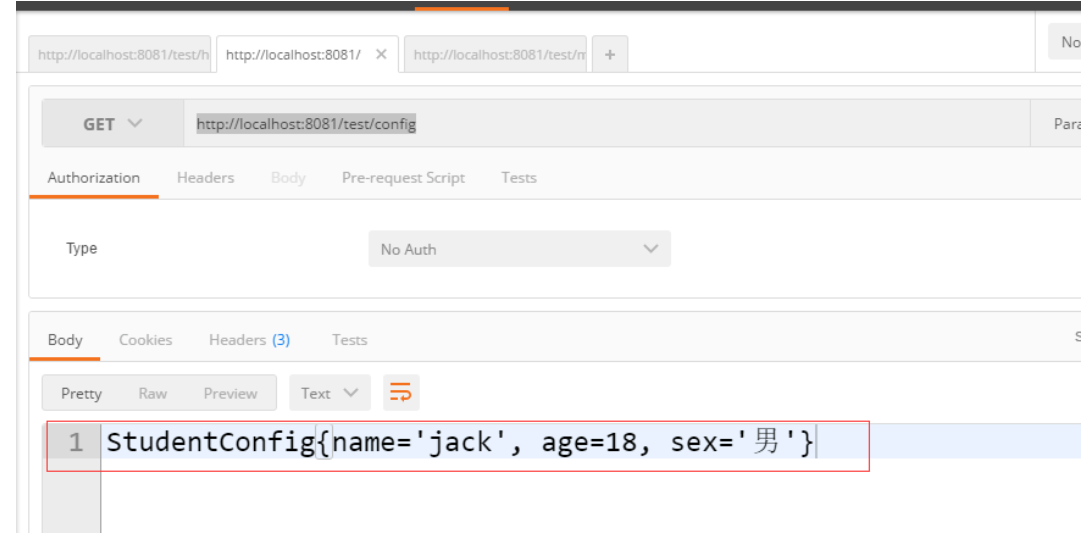 http://localhost:8081/test/h http://localhost:8081/ × http://localhost:8081/test/m +
No
GET http://localhost:8081/test/config Para
Authorization Headers Body Pre-request Script Tests
Type No Auth
Body Cookies Headers (3) Tests S
Pretty Raw Preview Text
1 StudentConfig{name='jack', age=18, sex='男'}